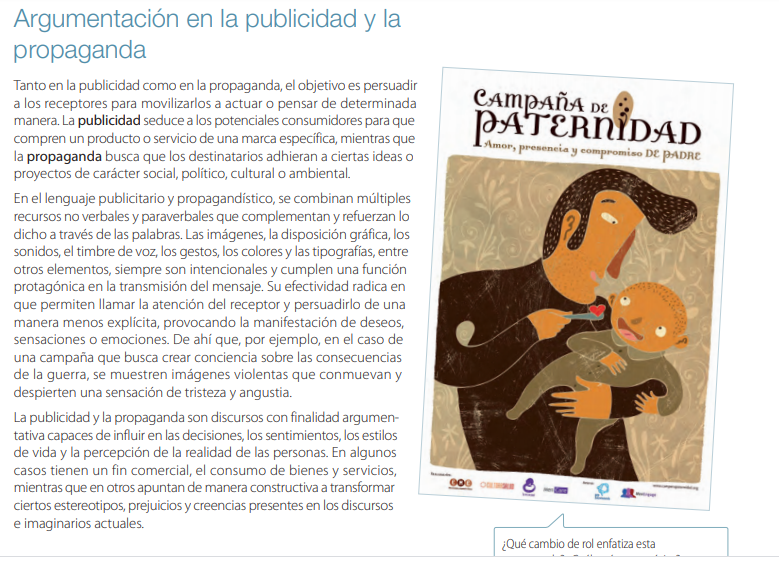 Argumentación en la publicidad y la
propaganda
Tanto en la publicidad como en la propaganda, el objetivo es persuadir
a los receptores para movilizarlos a actuar o pensar de determinada
manera. La publicidad seduce a los potenciales consumidores para que
compren un producto o servicio de una marca específica, mientras que
la propaganda busca que los destinatarios adhieran a ciertas ideas o
proyectos de carácter social, político, cultural o ambiental.
En el lenguaje publicitario y propagandístico, se combinan múltiples
recursos no verbales y paraverbales que complementan y refuerzan lo
dicho a través de las palabras. Las imágenes, la disposición gráfica, los
sonidos, el timbre de voz, los gestos, los colores y las tipografías, entre
otros elementos, siempre son intencionales y cumplen una función
protagónica en la transmisión del mensaje. Su efectividad radica en
que permiten llamar la atención del receptor y persuadirlo de una
manera menos explícita, provocando la manifestación de deseos,
sensaciones o emociones. De ahí que, por ejemplo, en el caso de
una campaña que busca crear conciencia sobre las consecuencias
de la guerra, se muestren imágenes violentas que conmuevan y
despierten una sensación de tristeza y angustia.
La publicidad y la propaganda son discursos con finalidad argumen-
tativa capaces de influir en las decisiones, los sentimientos, los estilos
de vida y la percepción de la realidad de las personas. En algunos
casos tienen un fin comercial, el consumo de bienes y servicios,
mientras que en otros apuntan de manera constructiva a transformar
ciertos estereotipos, prejuicios y creencias presentes en los discursos
e imaginarios actuales.
CAMPAÑA DE
PATERNIDAD
Amor, presencia y compromiso DE PADRE
¿Qué cambio de rol enfatiza esta